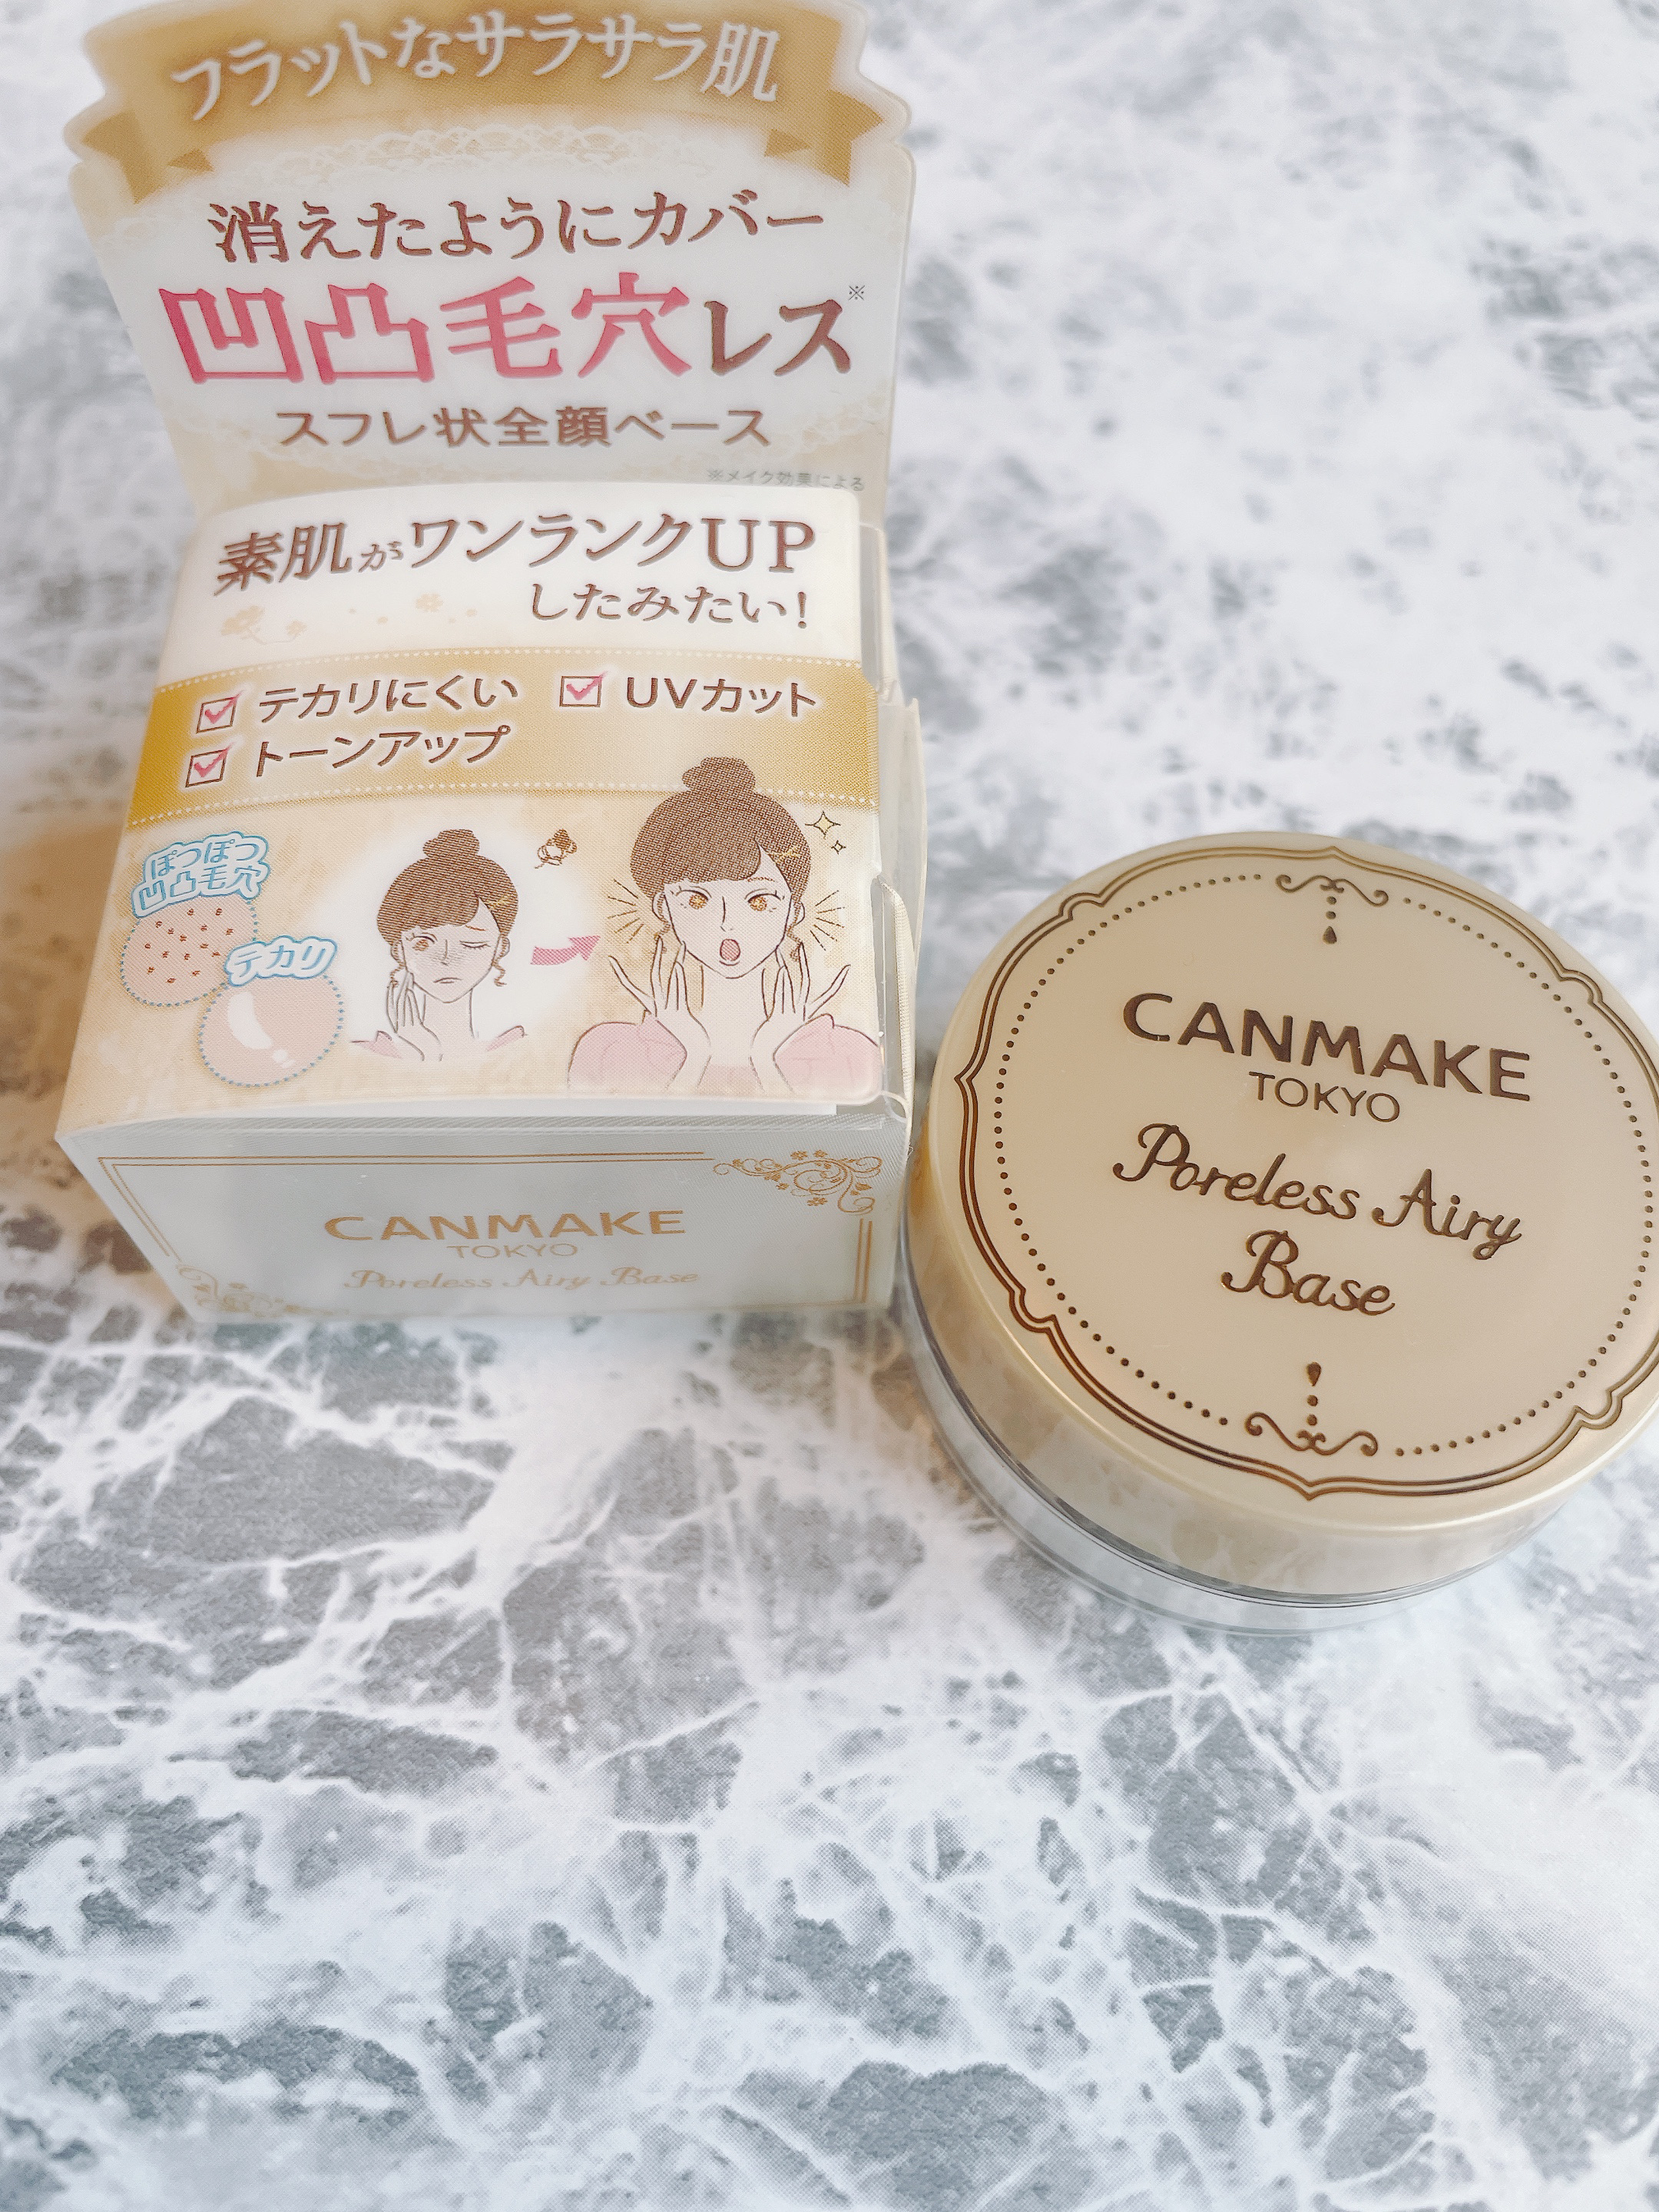 フラットなサラサラ肌
消えたようにカバー
凹凸毛穴レス※
スフレ状全顔ベース
※メイク効果による
素肌がワンランクUP
したみたい!
テカリにくい UVカット
トーンアップ
ぽつぽつ
凹凸毛穴
テカリ
CANMAKE
TOKYO
Poreless Airy Base
CANMAKE
TOKYO
Poreless Airy
Base